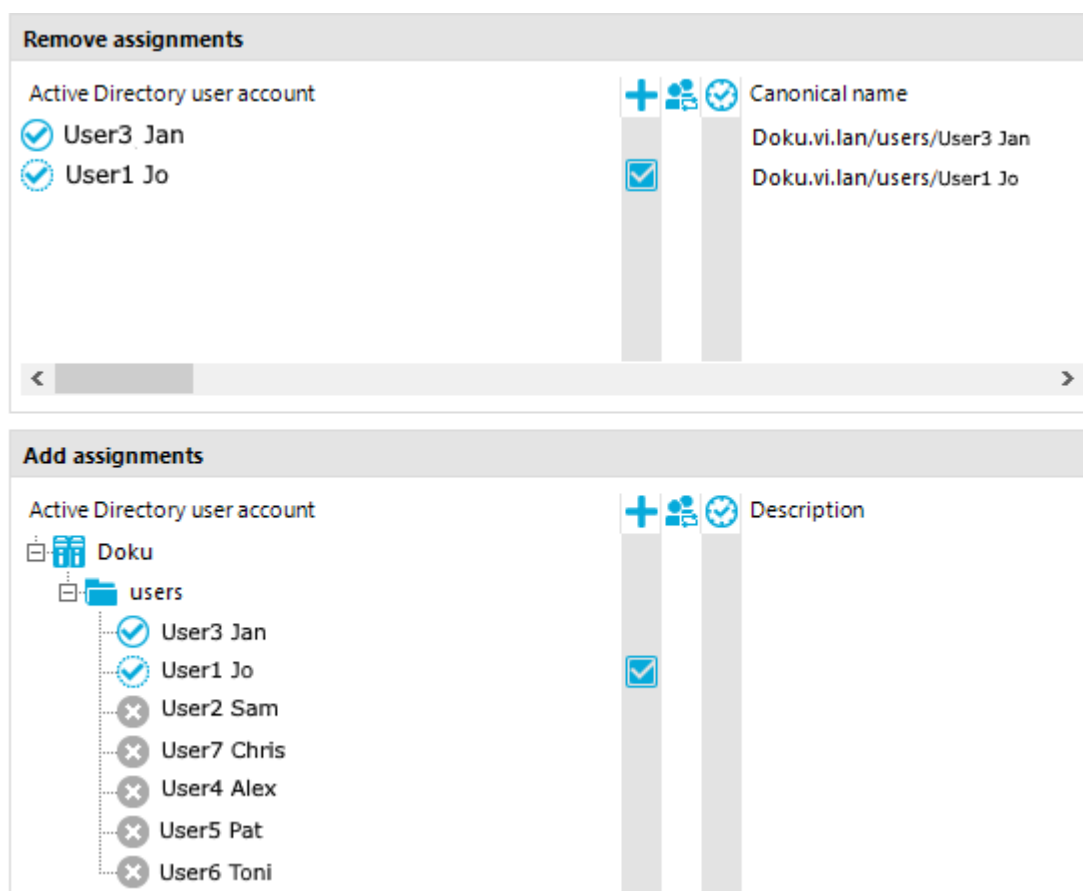 Remove assignments
Active Directory user account Canonical name
User3 Jan Doku.vi.lan/users/User3 Jan
User1 Jo Doku.vi.lan/users/User1 Jo
Add assignments
Active Directory user account Description
Doku
users
User3 Jan
User1 Jo
User2 Sam
User7 Chris
User4 Alex
User5 Pat
User6 Toni